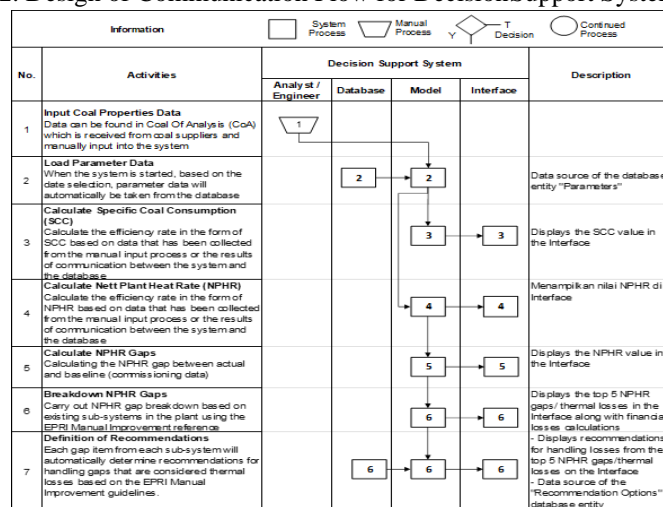 2. Design of Communication Flow for DecisionSupport System
Information
System
Process
Manual
Process
Y
T
Decision
Continued
Process
No.
Activities
Decision Support System
Description
Analyst /
Engineer
Database
Model
Interface
1
Input Coal Properties Data
Data can be found in Coal Of Analysis (CoA)
which is received from coal suppliers and
manually input into the system
1
2
Load Parameter Data
When the system is started, based on the
date selection, parameter data will
automatically be taken from the database
2
2
Data source of the database
entity "Parameters"
3
Calculate Specific Coal Consumption
(SCC)
Calculate the efficiency rate in the form of
SCC based on data that has been collected
from the manual input process or the results
of communication between the system and
the database
3
3
Displays the SCC value in
the Interface
4
Calculate Nett Plant Heat Rate (NPHR)
Calculate the efficiency rate in the form of
NPHR based on data that has been collected
from the manual input process or the results
of communication between the system and
the database
4
4
Menampilkan nilai NPHR di
Interface
5
Calculate NPHR Gaps
Calculating the NPHR gap between actual
and baseline (commissioning data)
5
5
Displays the NPHR value in
the Interface
6
Breakdown NPHR Gaps
Carry out NPHR gap breakdown based on
existing sub-systems in the plant using the
EPRI Manual Improvement reference
6
6
Displays the top 5 NPHR
gaps/ thermal losses in the
Interface along with financial
losses calculations
7
Definition of Recommendations
Each gap item from each sub-system will
automatically determine recommendations for
handling gaps that are considered thermal
losses based on the EPRI Manual
Improvement guidelines.
6
6
6
- Displays recommendations
for handling losses from the
top 5 NPHR gaps/thermal
losses on the Interface
- Data source of the
"Recommendation Options"
database entity